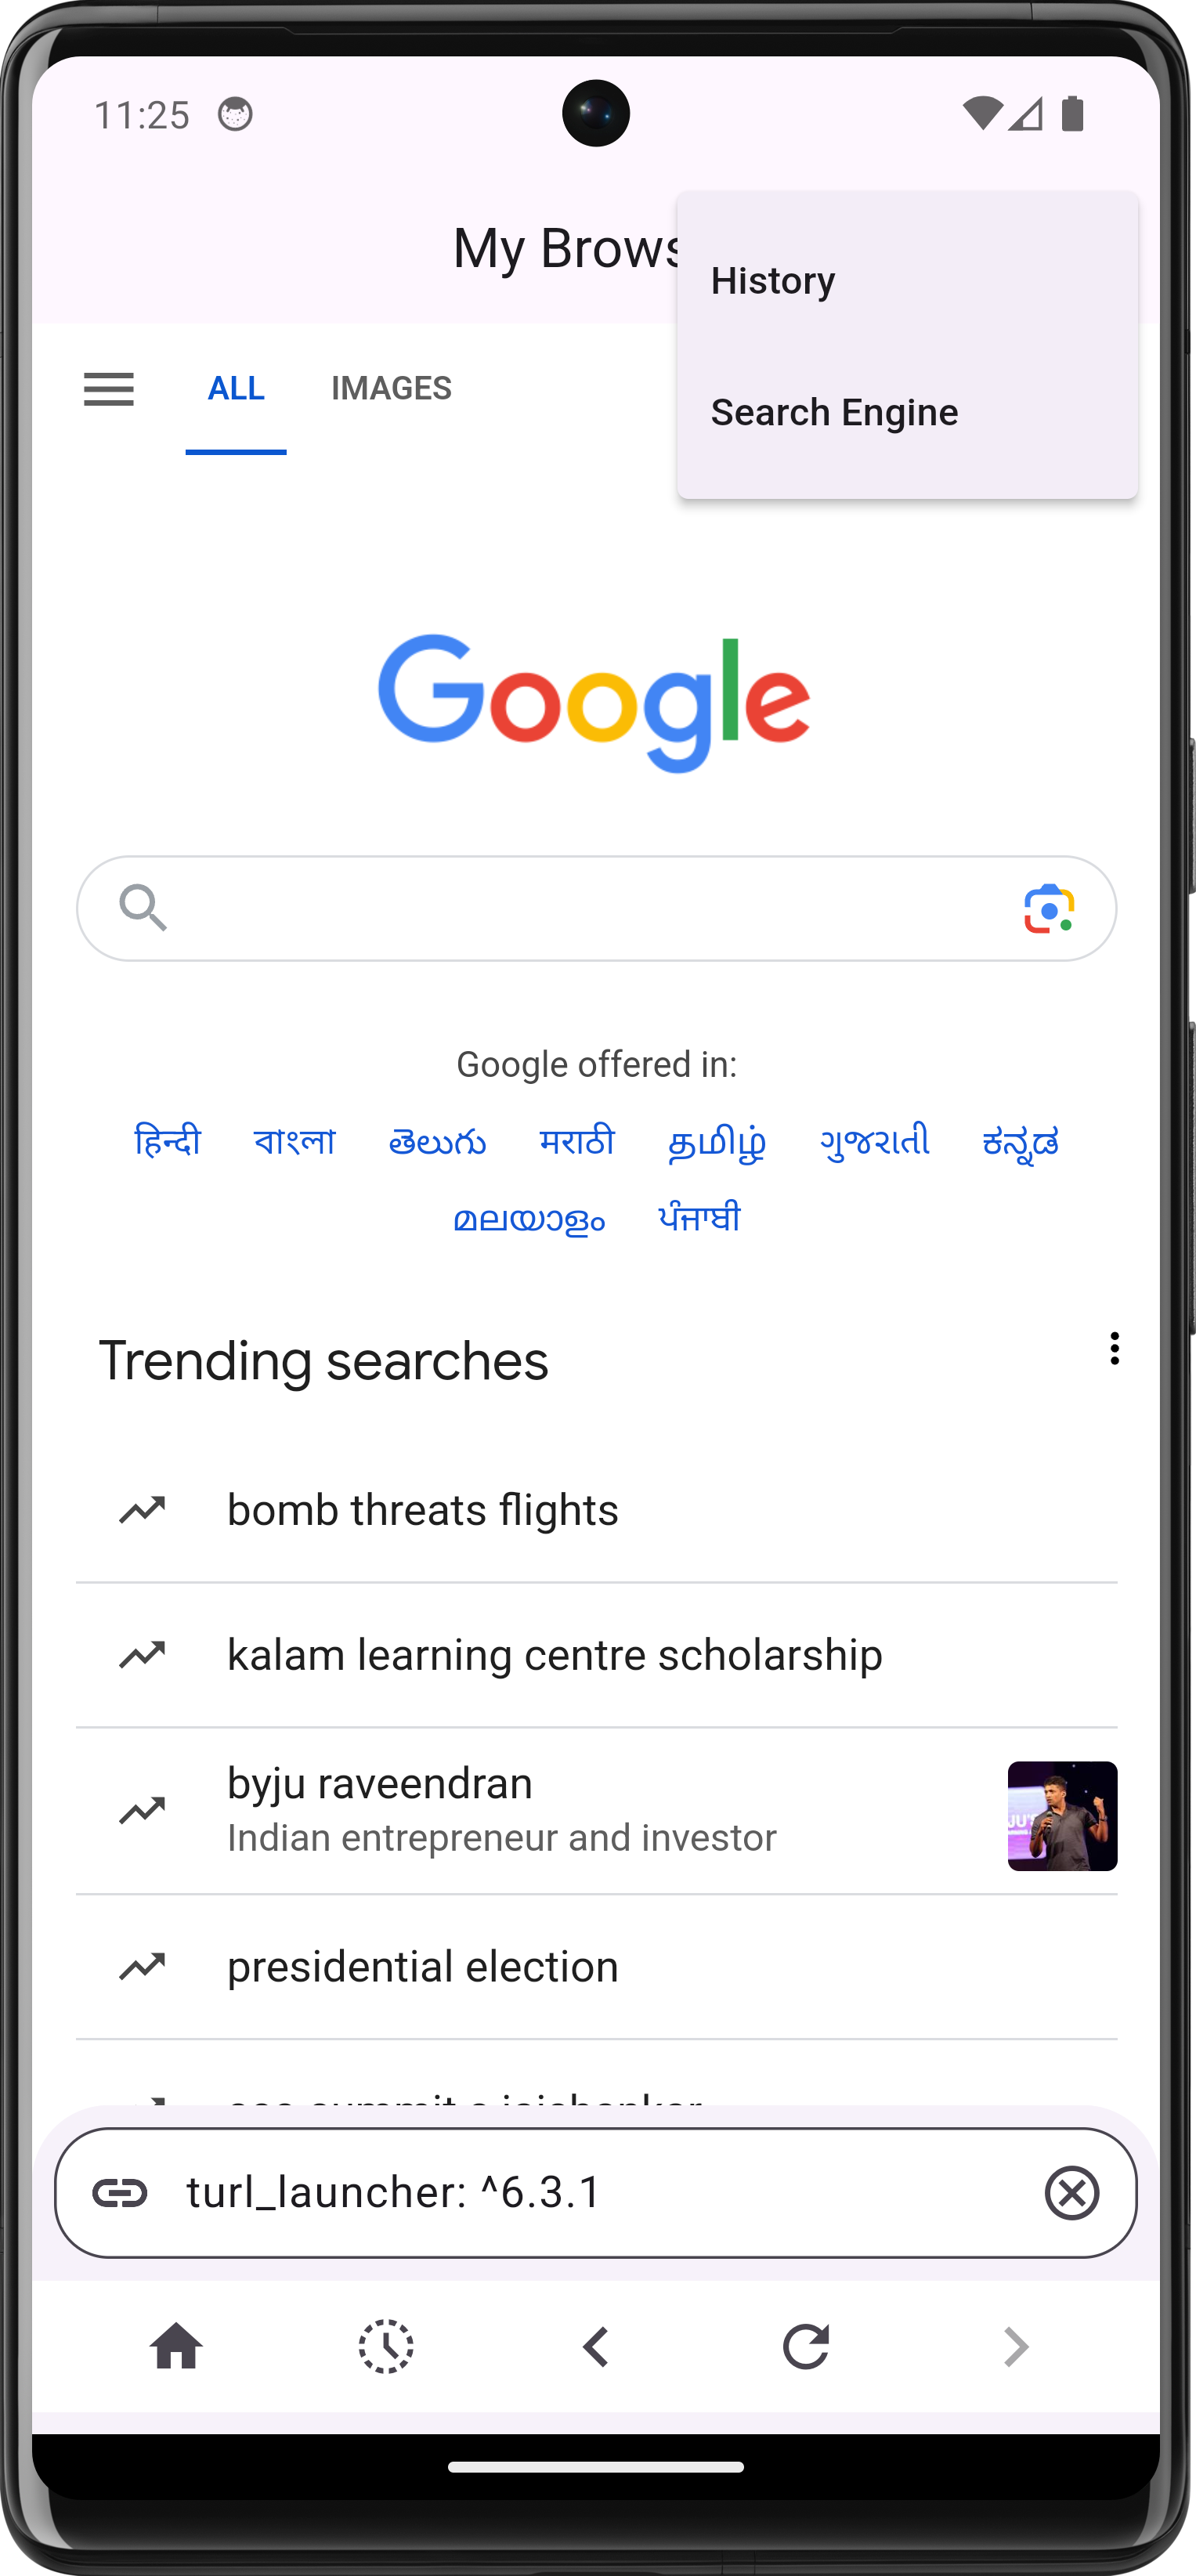 11:25
My Brows
History
Search Engine
ALL IMAGES
Google
Google offered in:
हिन्दी বাংলা తెలుగు मराठी தமிழ் ગુજરાતી ಕನ್ನಡ
മലയാളം ਪੰਜਾਬੀ
Trending searches
bomb threats flights
kalam learning centre scholarship
byju raveendran
Indian entrepreneur and investor
presidential election
turl_launcher: ^6.3.1